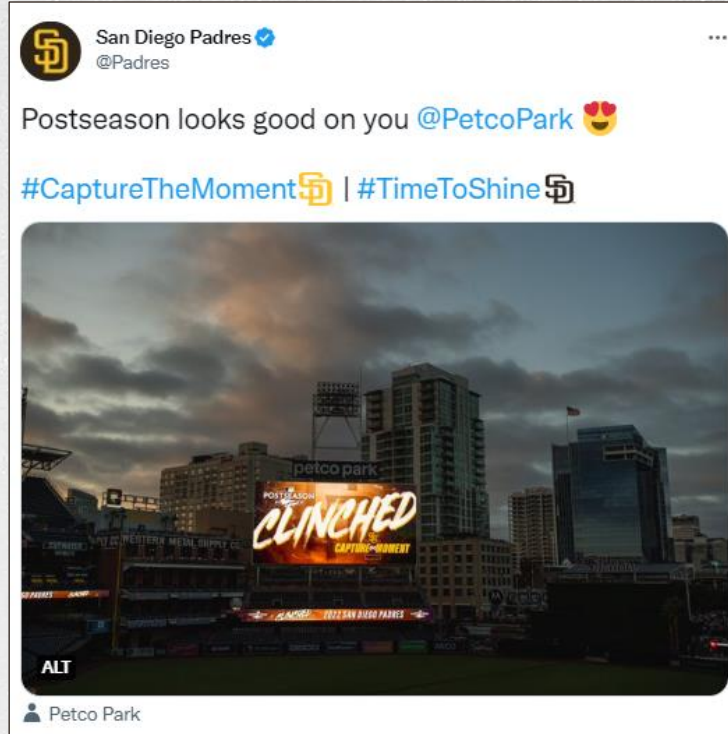 San Diego Padres
@Padres
Postseason looks good on you @PetcoPark 😍
#CaptureTheMoment | #TimeToShine
petco park
POSTSEASON
CLINCHED
CAPTURE THE MOMENT
WESTERN METAL SUPPLY CO.
PADRES
CLINCHED 2022 SAN DIEGO PADRES
ALT
Petco Park